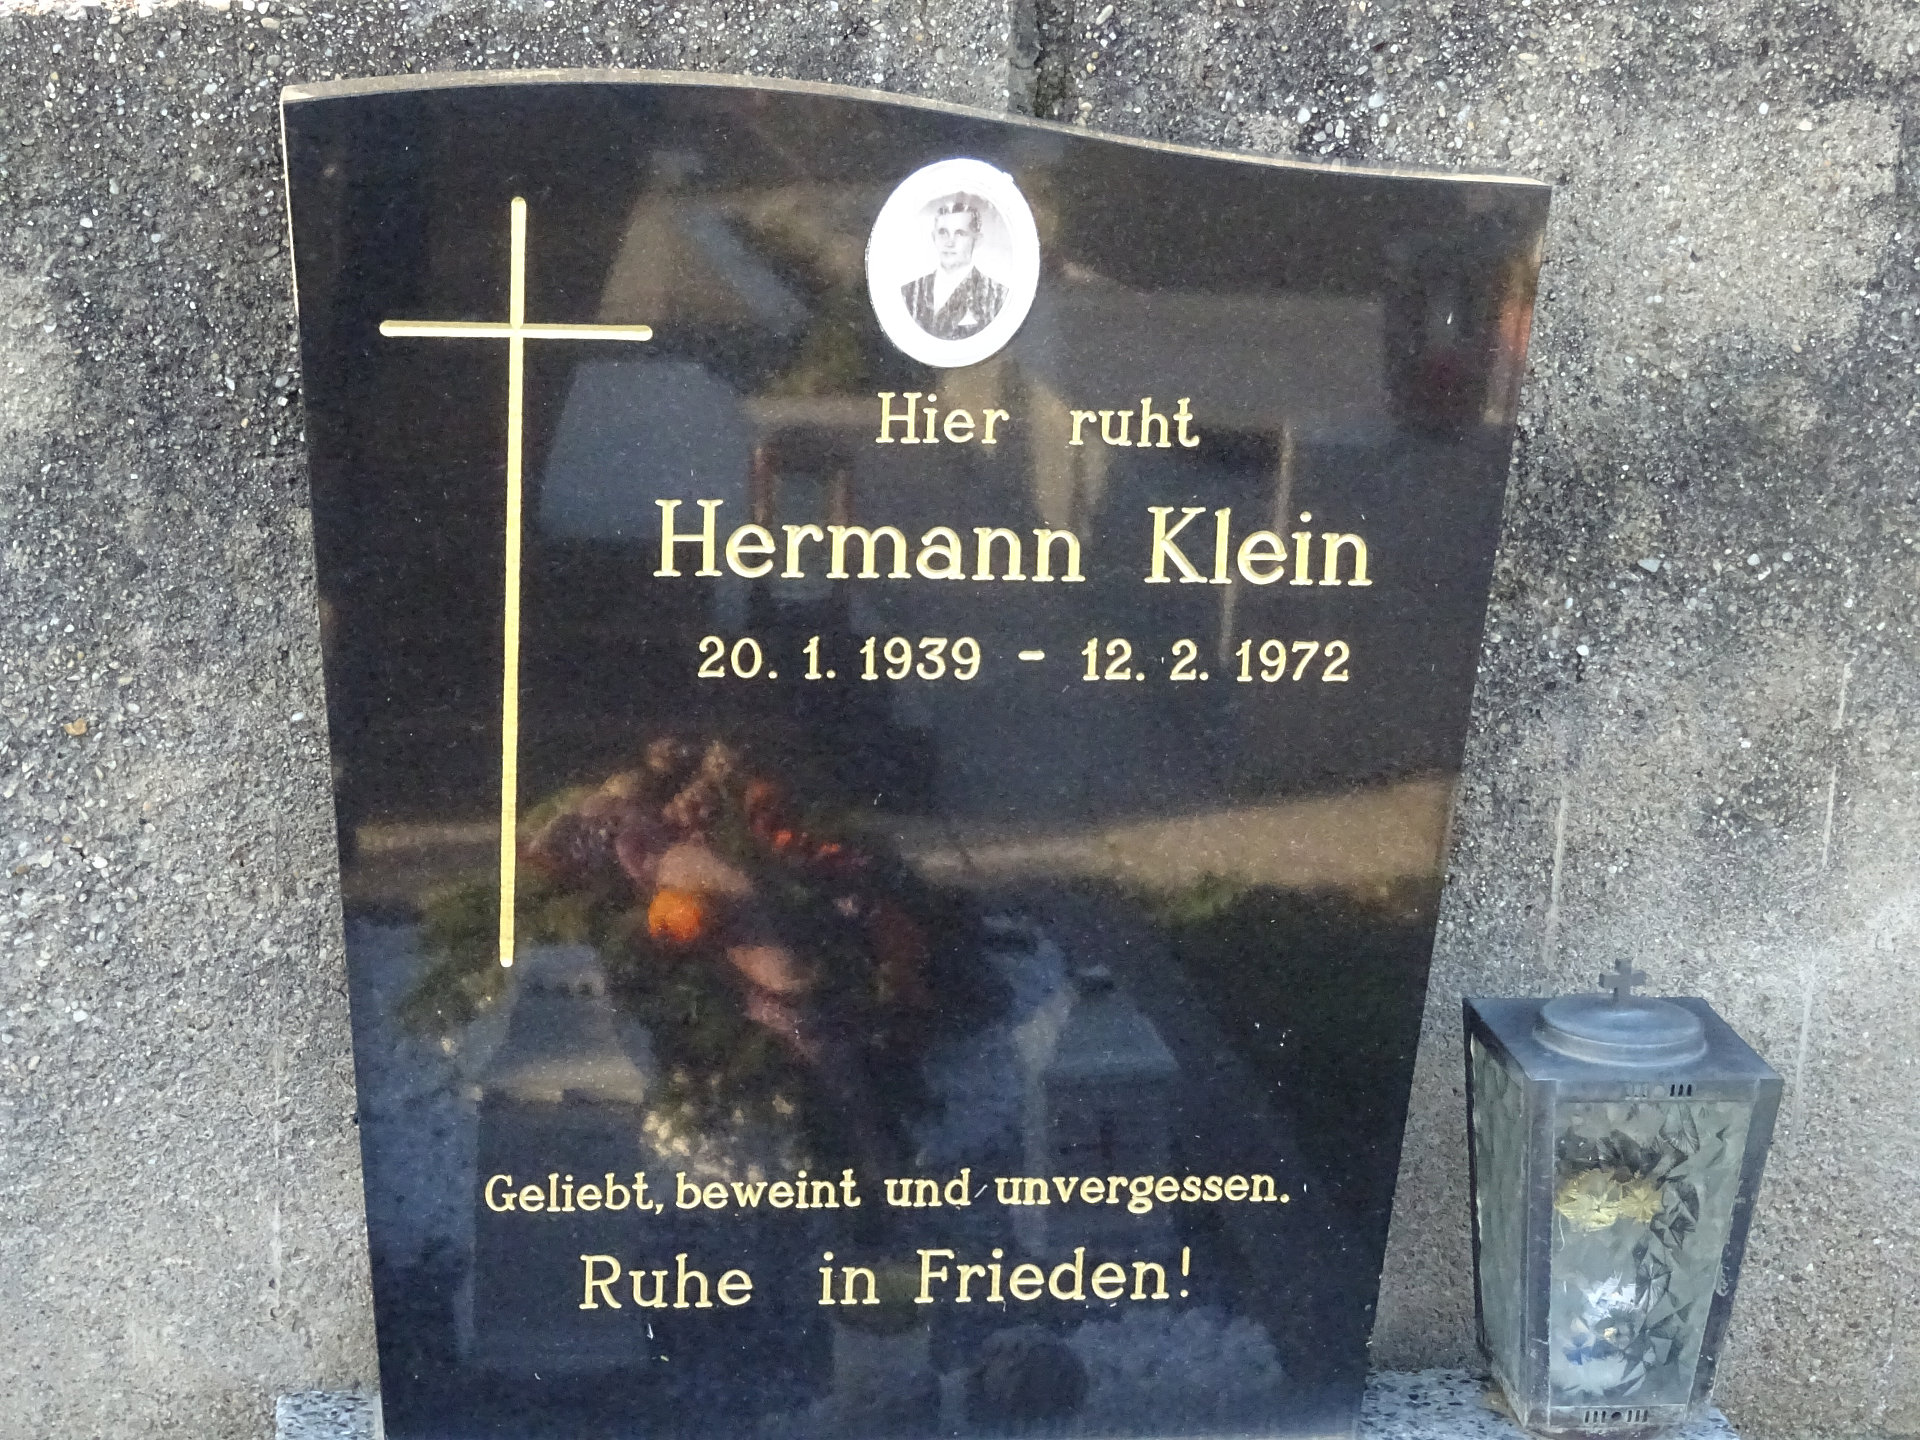 Hier ruht
Hermann Klein
20. 1. 1939 - 12. 2. 1972
Geliebt, beweint und unvergessen.
Ruhe in Frieden!